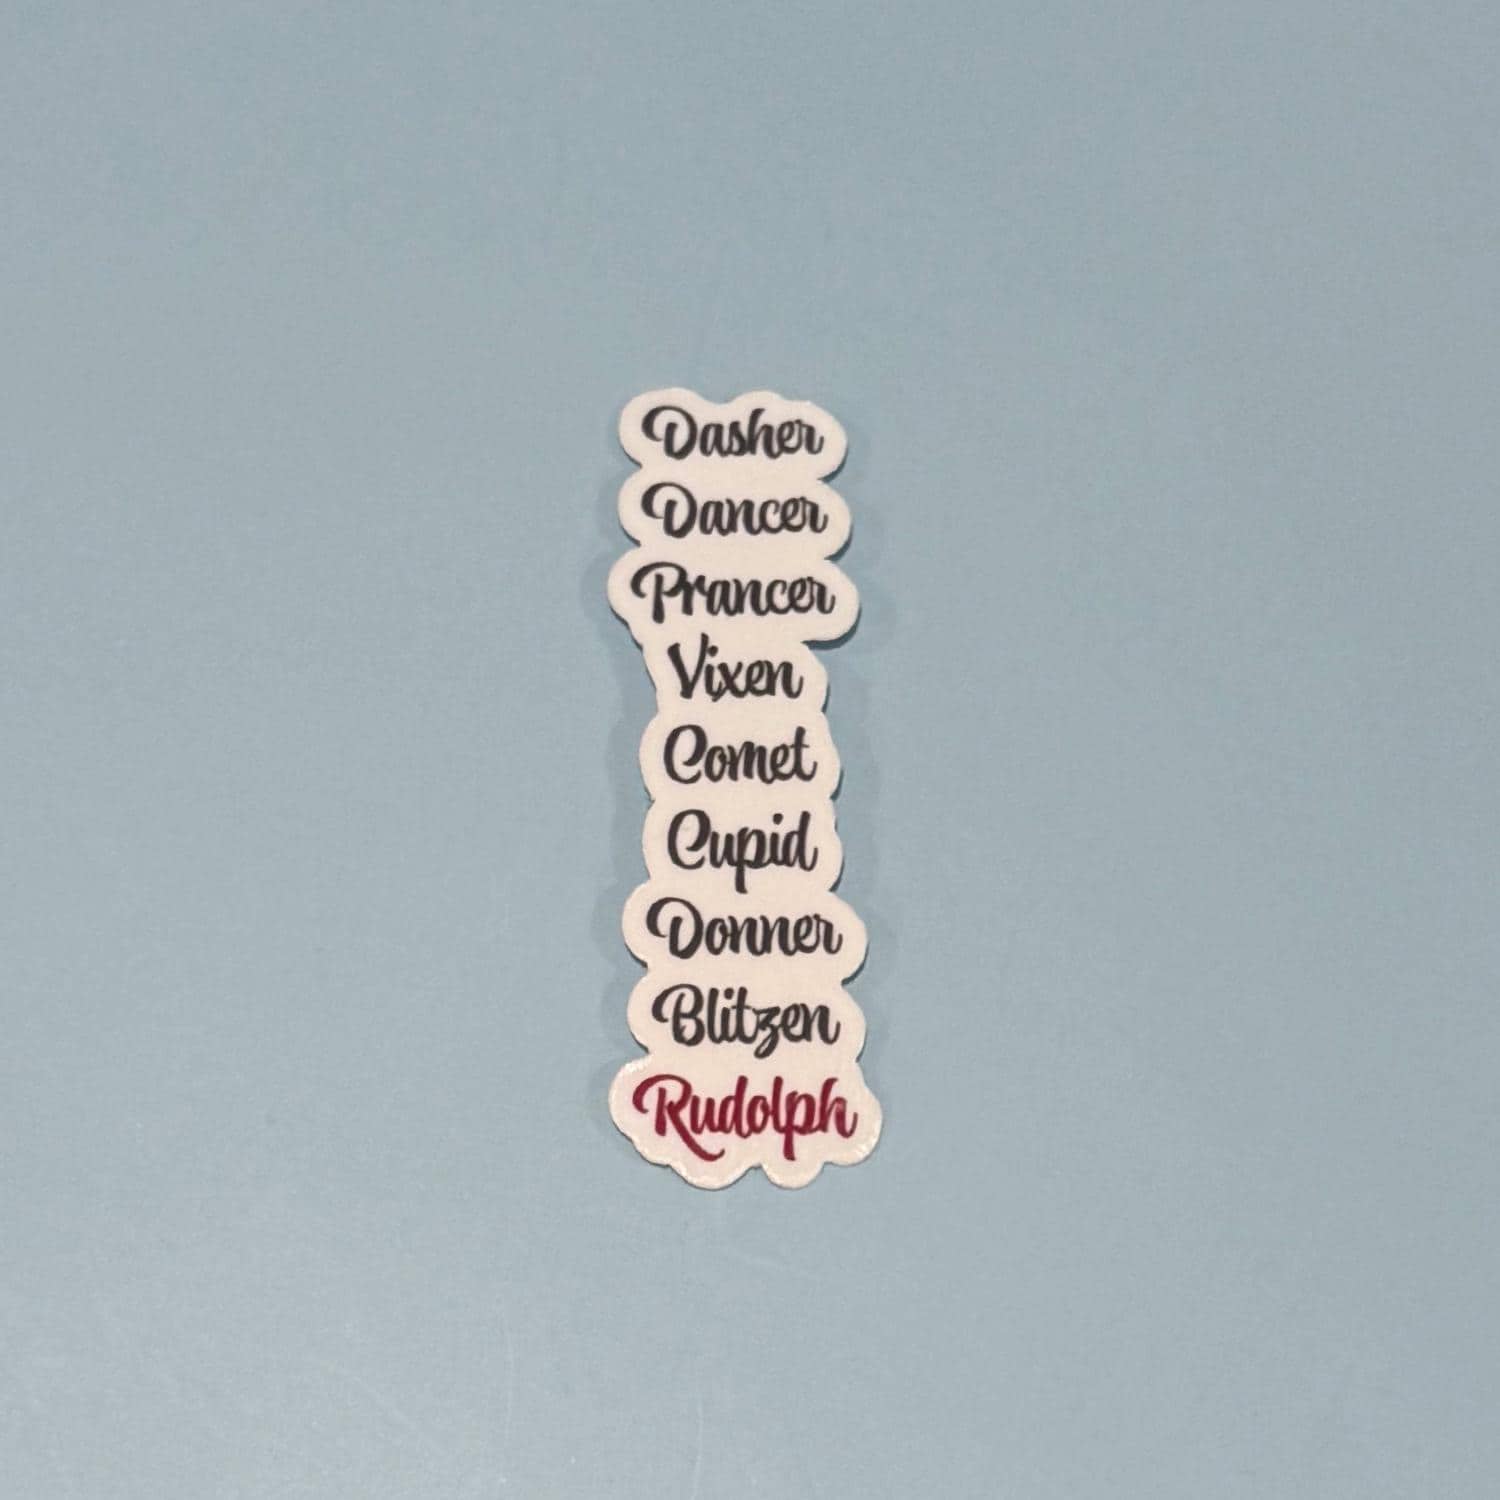 Dasher
Dancer
Prancer
Vixen
Comet
Cupid
Donner
Blitzen
Rudolph